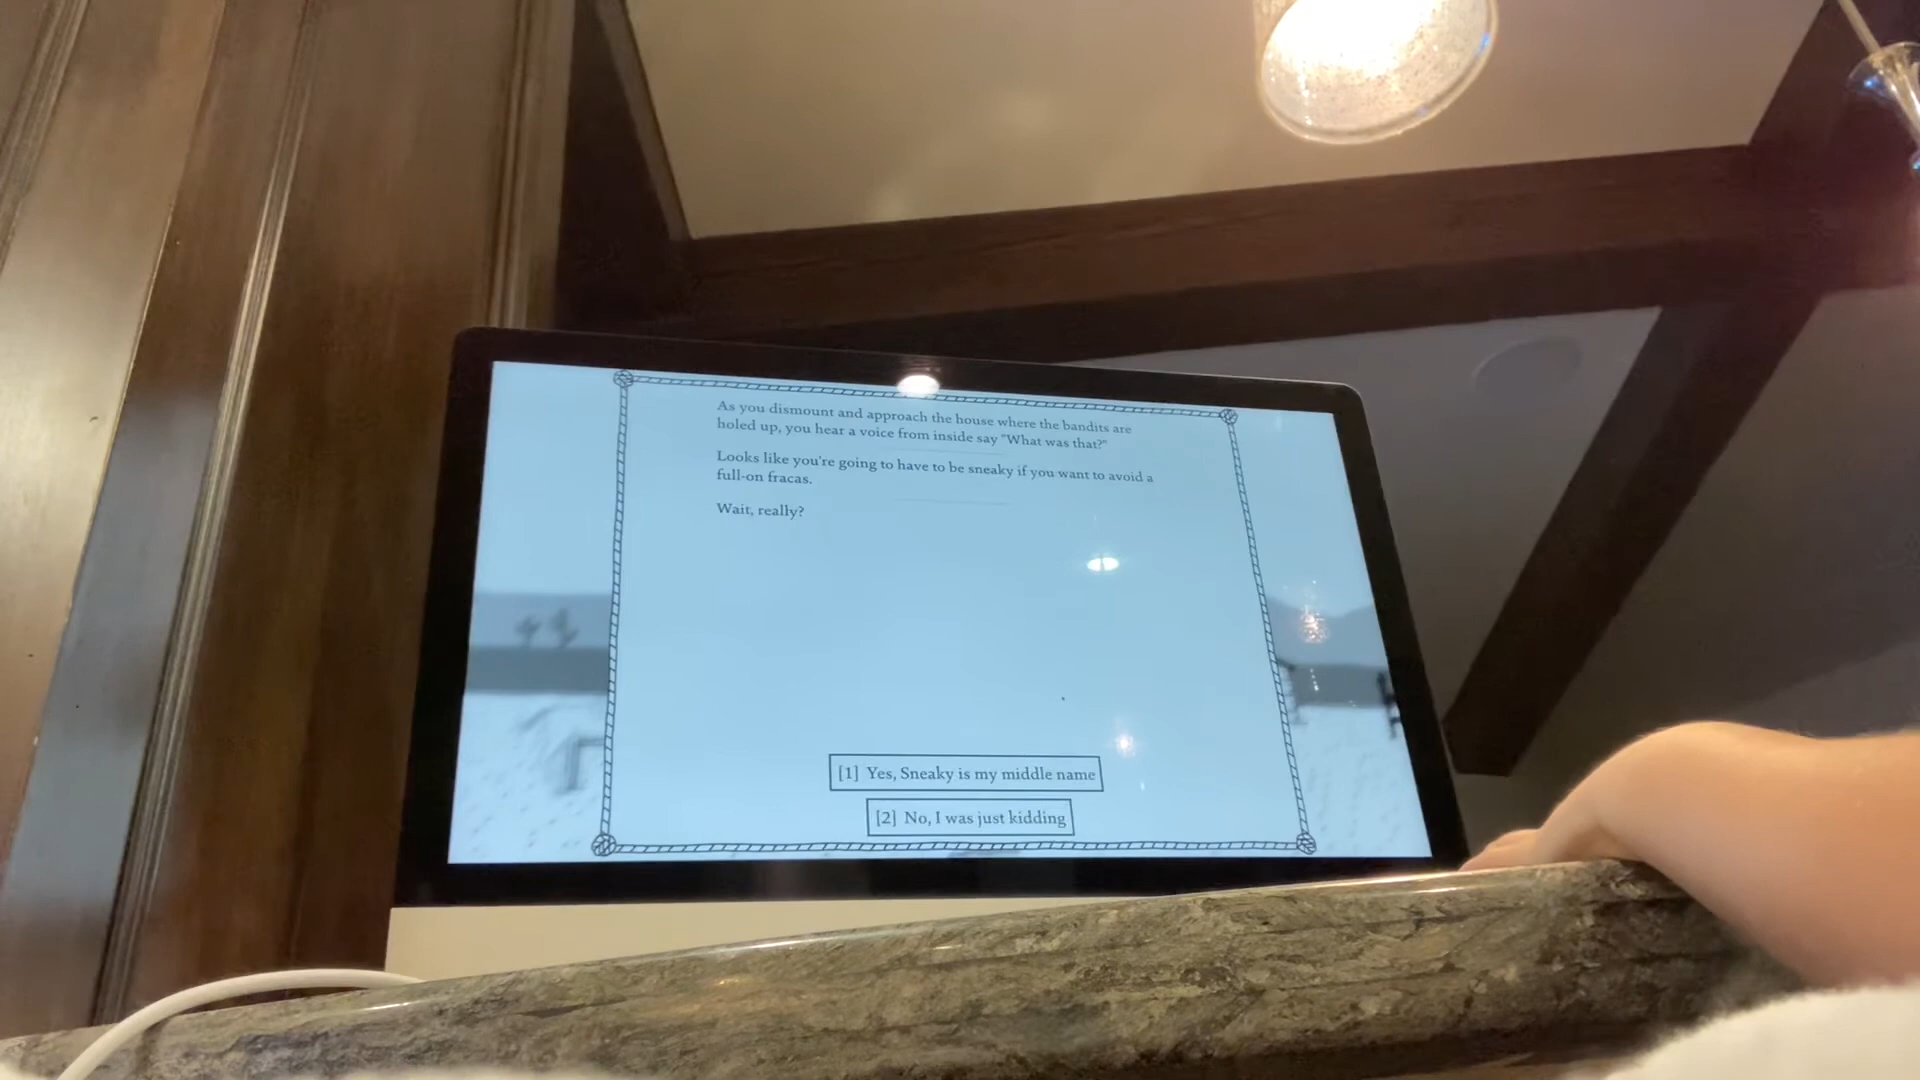 As you dismount and approach the house where the bandits are
holed up, you hear a voice from inside say "What was that?"
Looks like you're going to have to be sneaky if you want to avoid a
full-on fracas.
Wait, really?
[1] Yes, Sneaky is my middle name
[2] No, I was just kidding